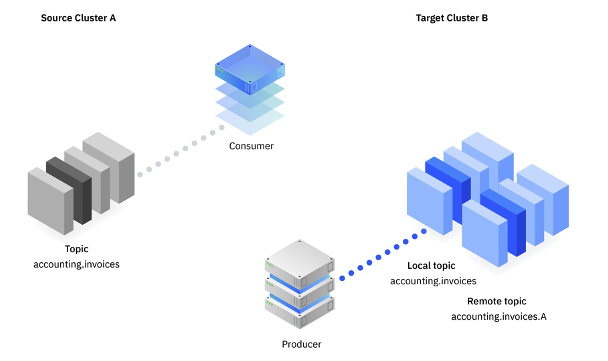 Source Cluster A
Target Cluster B
Consumer
Topic
accounting.invoices
Local topic
accounting.invoices
Remote topic
accounting.invoices.A
Producer